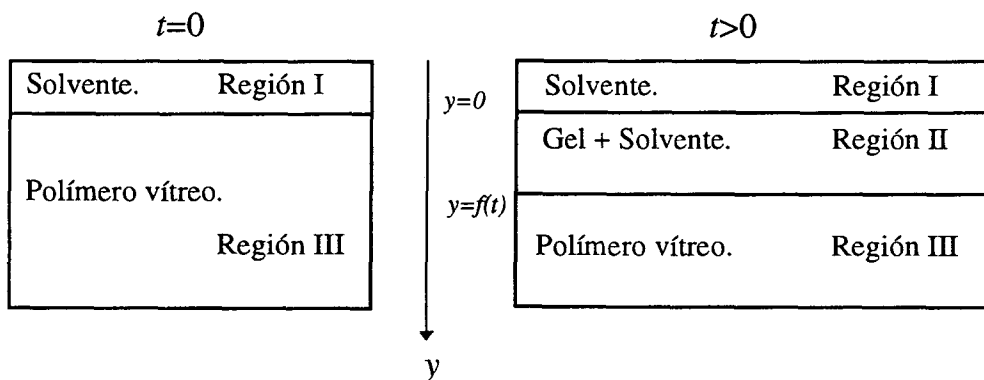 t=0
t>0
Solvente. Región I
y=0
Solvente. Región I
Gel + Solvente. Región II
Polímero vítreo.
y=f(t)
Región III
Polímero vítreo. Región III
y